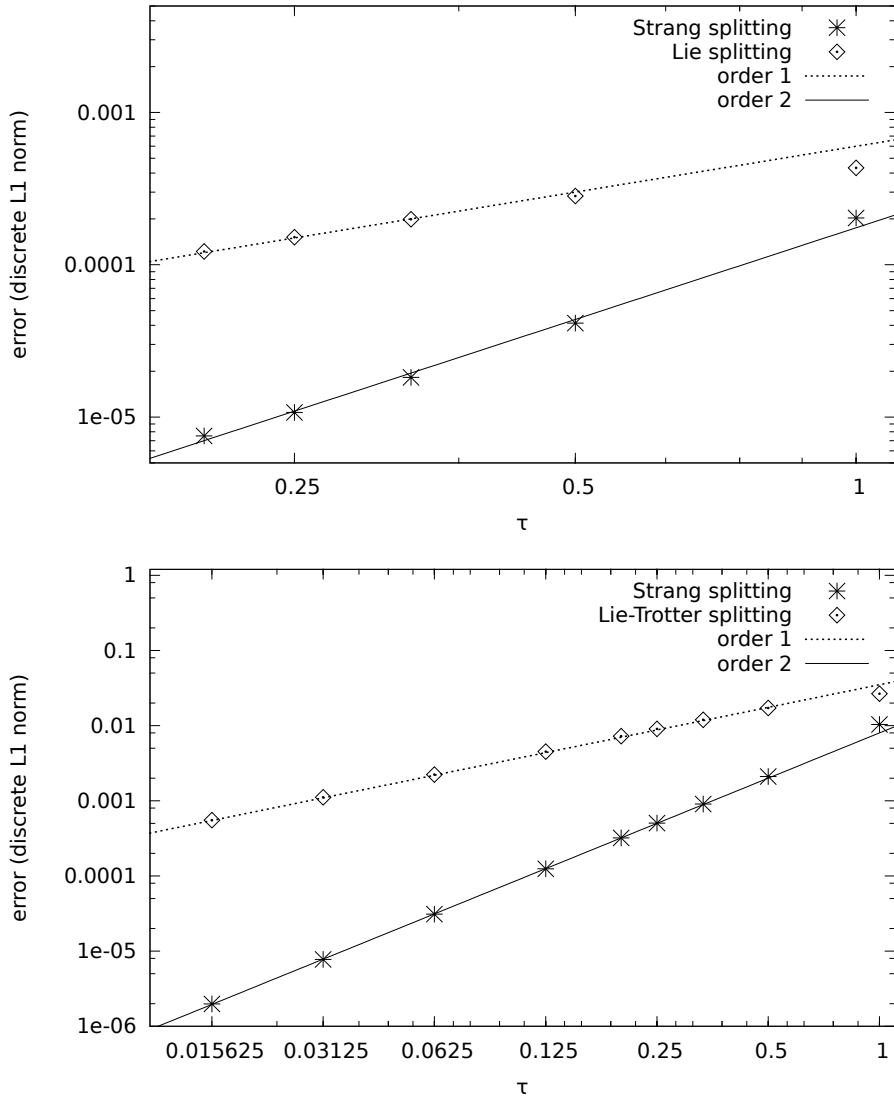 Strang splitting
Lie splitting
order 1
order 2
0.001
0.0001
1e-05
error (discrete L1 norm)
0.25
0.5
1
τ
Strang splitting
Lie-Trotter splitting
order 1
order 2
1
0.1
0.01
0.001
0.0001
1e-05
1e-06
error (discrete L1 norm)
0.015625
0.03125
0.0625
0.125
0.25
0.5
1
τ